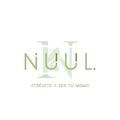 NUUL.
ATRÉVETE A SER TÚ MISMO